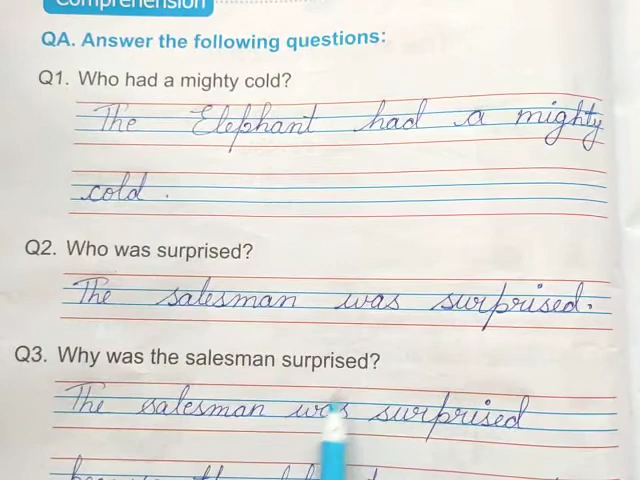 Comprehension
QA. Answer the following questions:
Q1. Who had a mighty cold?
The Elephant had a mighty
cold.
Q2. Who was surprised?
The salesman was surprised.
Q3. Why was the salesman surprised?
The salesman was surprised